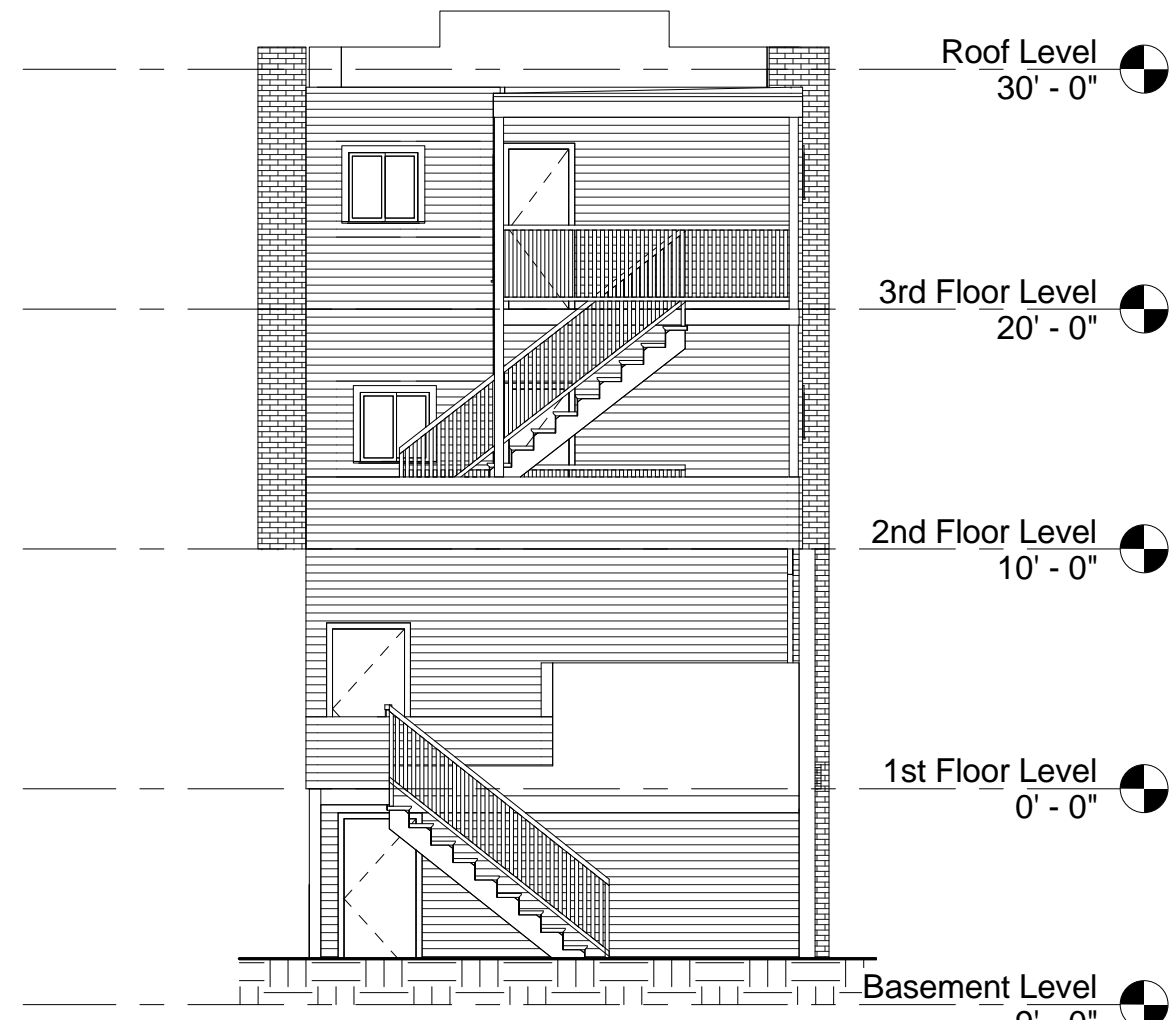 Roof Level
30' - 0"
3rd Floor Level
20' - 0"
2nd Floor Level
10' - 0"
1st Floor Level
0' - 0"
Basement Level